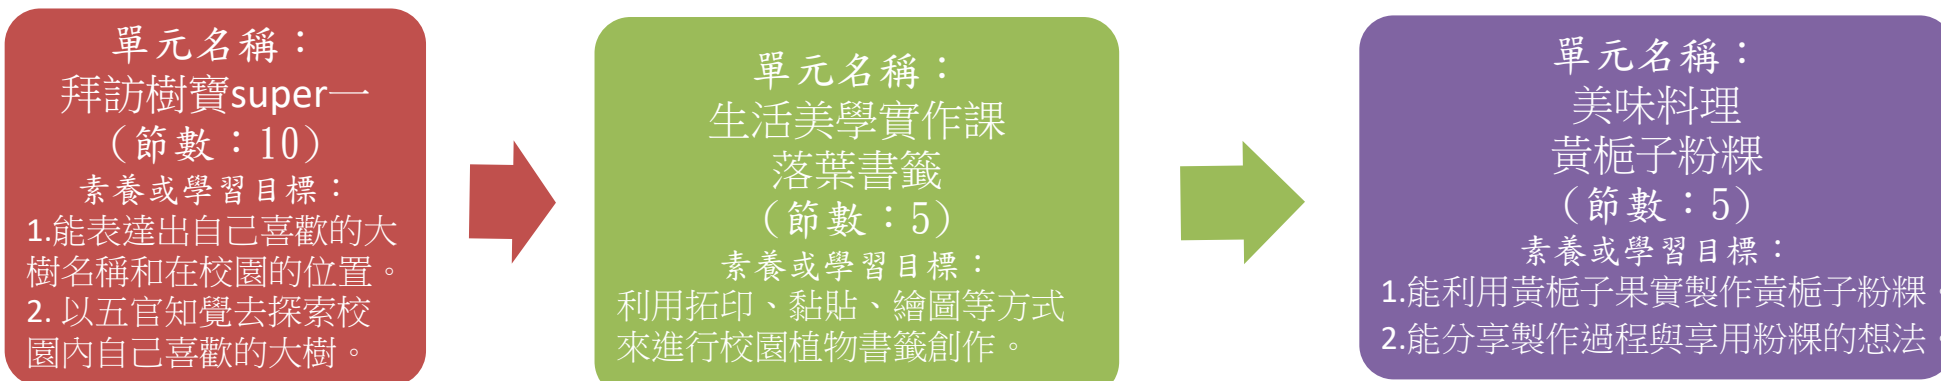 單元名稱：
拜訪樹寶super一
（節數：10）
素養或學習目標：
1.能表達出自己喜歡的大
樹名稱和在校園的位置。
2. 以五官知覺去探索校
園內自己喜歡的大樹。
單元名稱：
生活美學實作課
落葉書籤
（節數：5）
素養或學習目標：
利用拓印、黏貼、繪圖等方式
來進行校園植物書籤創作。
單元名稱：
美味料理
黃梔子粉粿
（節數：5）
素養或學習目標：
1.能利用黃梔子果實製作黃梔子粉粿。
2.能分享製作過程與享用粉粿的想法。